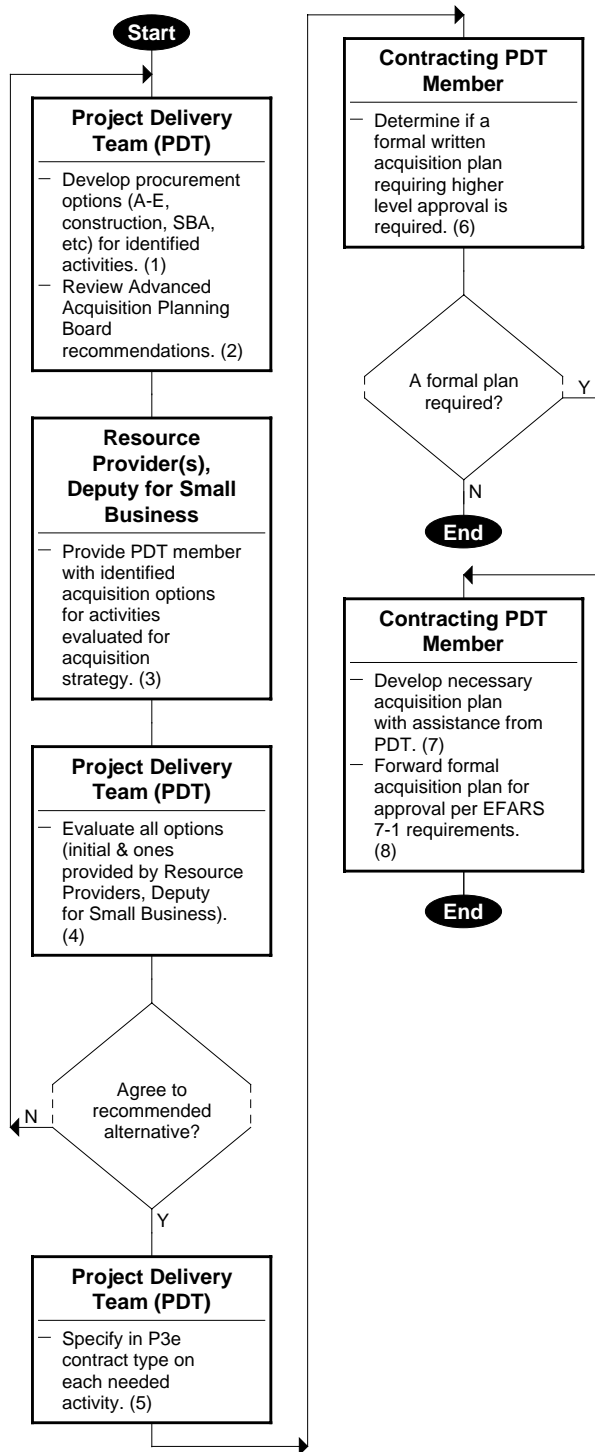 Start
Project Delivery
Team (PDT)
— Develop procurement
options (A-E,
construction, SBA,
etc) for identified
activities. (1)
— Review Advanced
Acquisition Planning
Board
recommendations. (2)
Resource
Provider(s),
Deputy for Small
Business
— Provide PDT member
with identified
acquisition options
for activities
evaluated for
acquisition
strategy. (3)
Project Delivery
Team (PDT)
— Evaluate all options
(initial & ones
provided by Resource
Providers, Deputy
for Small Business).
(4)
Agree to
recommended
alternative?
N
Y
Project Delivery
Team (PDT)
— Specify in P3e
contract type on
each needed
activity. (5)
Contracting PDT
Member
— Determine if a
formal written
acquisition plan
requiring higher
level approval is
required. (6)
A formal plan
required?
Y
N
End
Contracting PDT
Member
— Develop necessary
acquisition plan
with assistance from
PDT. (7)
— Forward formal
acquisition plan for
approval per EFARS
7-1 requirements.
(8)
End